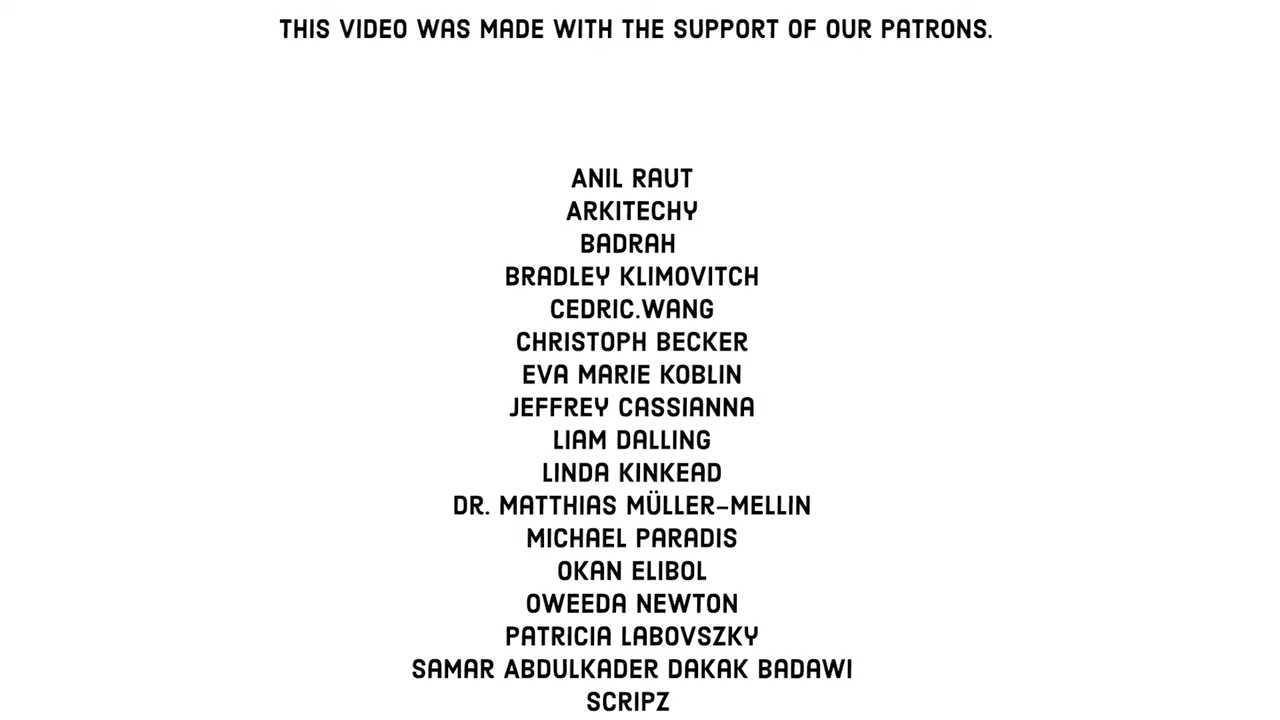 THIS VIDEO WAS MADE WITH THE SUPPORT OF OUR PATRONS.
ANIL RAUT
ARKITECHY
BADRAH
BRADLEY KLIMOVITCH
CEDRIC.WANG
CHRISTOPH BECKER
EVA MARIE KOBLIN
JEFFREY CASSIANNA
LIAM DALLING
LINDA KINKEAD
DR. MATTHIAS MÜLLER-MELLIN
MICHAEL PARADIS
OKAN ELIBOL
OWEEDA NEWTON
PATRICIA LABOVSZKY
SAMAR ABDULKADER DAKAK BADAWI
SCRIPZ